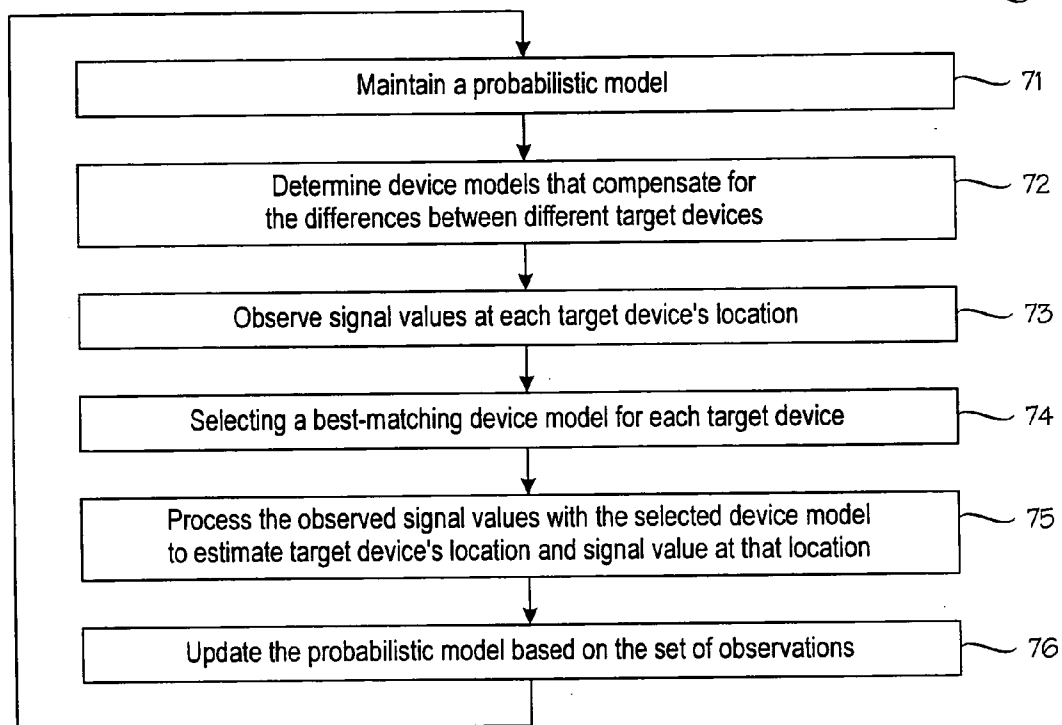 Maintain a probabilistic model
71
Determine device models that compensate for
the differences between different target devices
72
Observe signal values at each target device's location
73
Selecting a best-matching device model for each target device
74
Process the observed signal values with the selected device model
to estimate target device's location and signal value at that location
75
Update the probabilistic model based on the set of observations
76